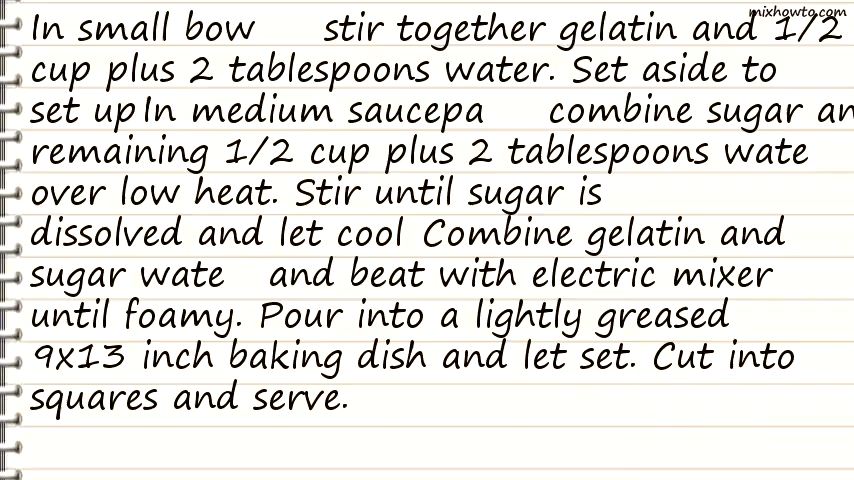 mixhowto.com
In small bow stir together gelatin and 1/2
cup plus 2 tablespoons water. Set aside to
set upIn medium saucepa combine sugar an
remaining 1/2 cup plus 2 tablespoons wate
over low heat. Stir until sugar is
dissolved and let cool Combine gelatin and
sugar wate and beat with electric mixer
until foamy. Pour into a lightly greased
9x13 inch baking dish and let set. Cut into
squares and serve.